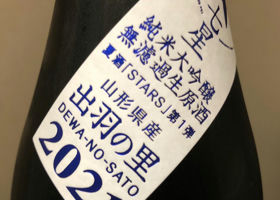 七星
純米大吟醸
無濾過生原酒
夏酒「STARS」第1弾
山形県産
出羽の里
DEWA-NO-SATO
202